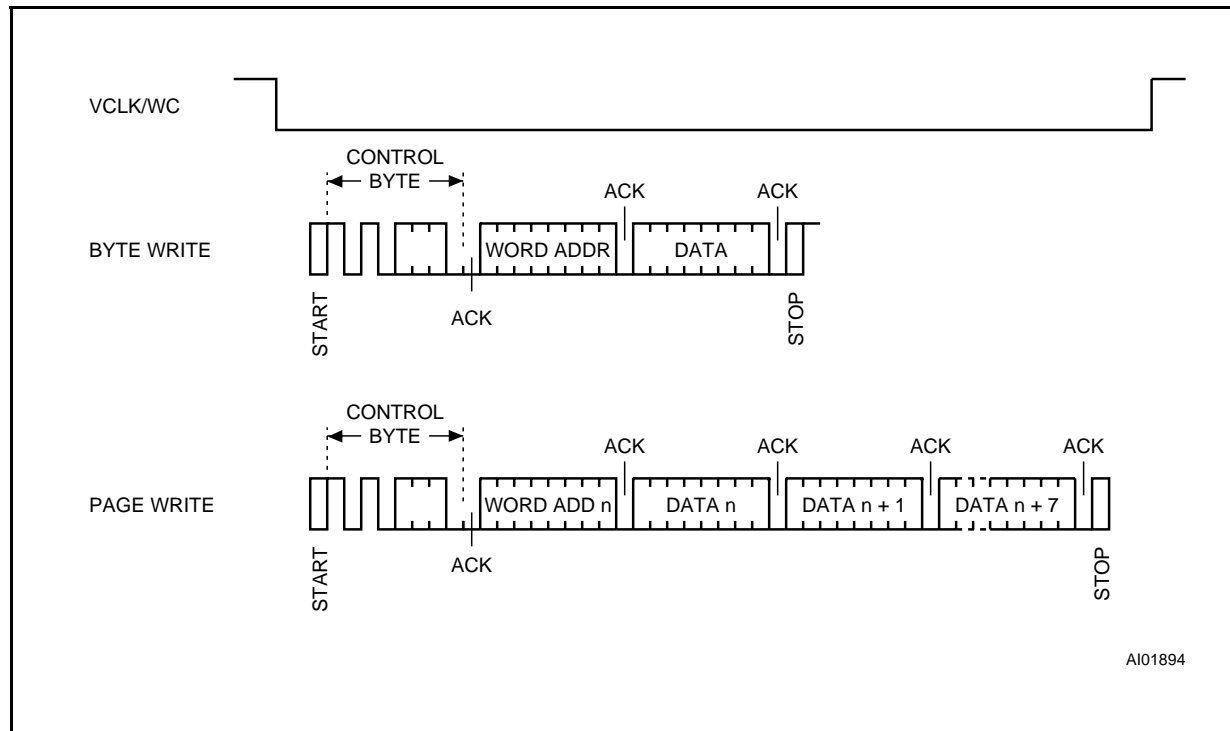 VCLK/WC
CONTROL
BYTE
ACK
ACK
BYTE WRITE
WORD ADDR
DATA
START
ACK
STOP
CONTROL
BYTE
ACK
ACK
ACK
ACK
PAGE WRITE
WORD ADD n
DATA n
DATA n + 1
DATA n + 7
START
ACK
STOP
AI01894